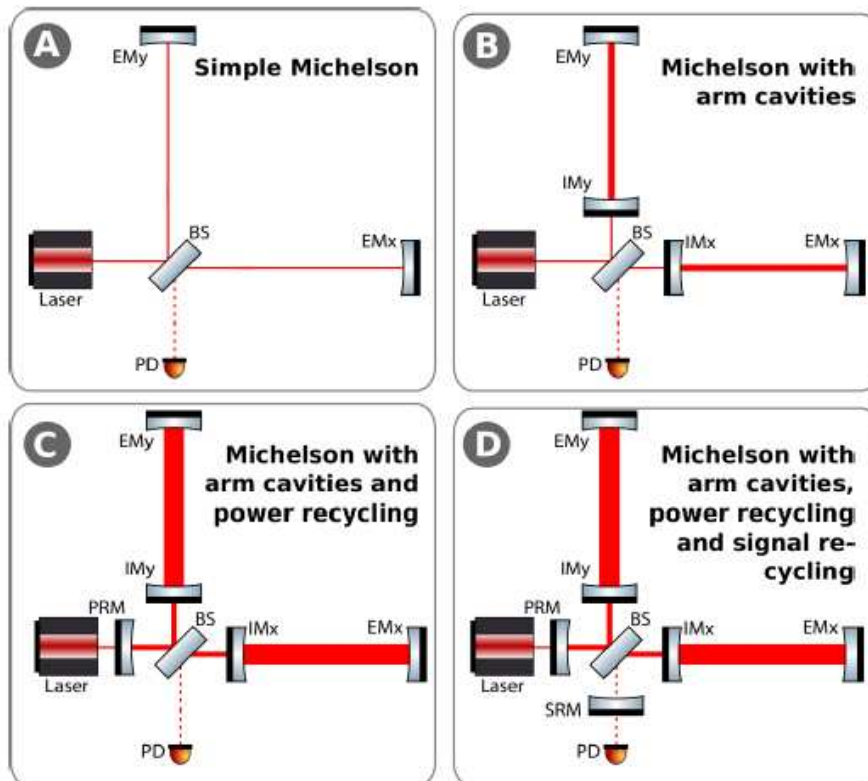 A
Simple Michelson
EMy
BS
EMx
Laser
PD
B
Michelson with
arm cavities
EMy
IMy
BS
IMx
EMx
Laser
PD
C
Michelson with
arm cavities and
power recycling
EMy
IMy
PRM
BS
IMx
EMx
Laser
PD
D
Michelson with
arm cavities,
power recycling
and signal re-
cycling
EMy
IMy
PRM
BS
IMx
EMx
Laser
SRM
PD